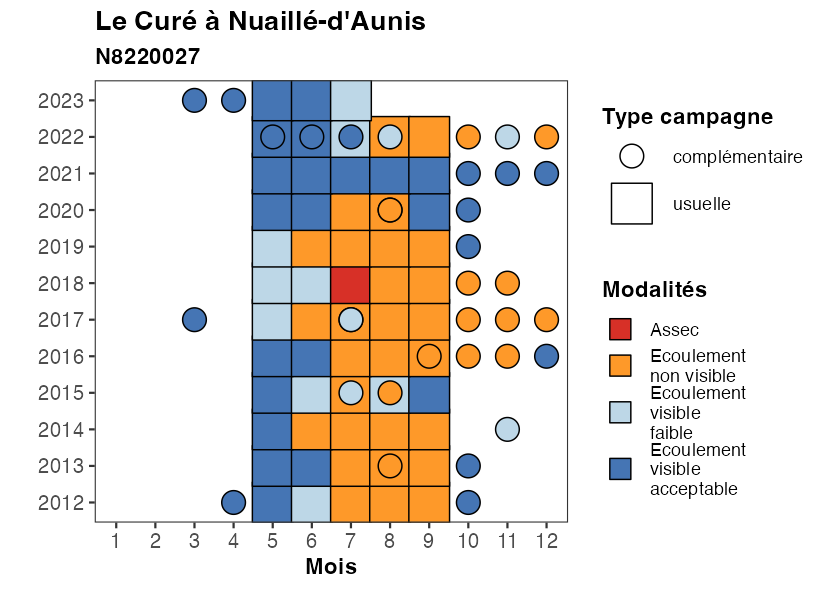 Le Curé à Nuaillé-d'Aunis
N8220027
2023
2022
2021
2020
2019
2018
2017
2016
2015
2014
2013
2012
1 2 3 4 5 6 7 8 9 10 11 12
Mois
Type campagne
complémentaire
usuelle
Modalités
Assec
Ecoulement
non visible
Ecoulement
visible
faible
Ecoulement
visible
acceptable